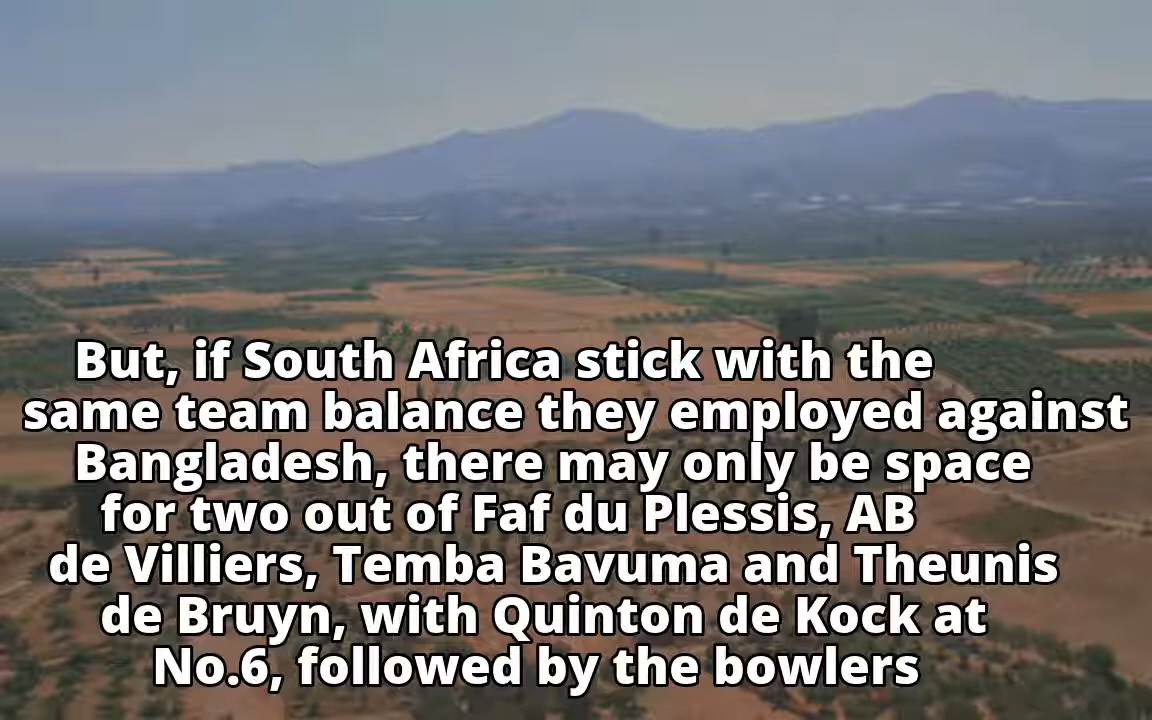 But, if South Africa stick with the
same team balance they employed against
Bangladesh, there may only be space
for two out of Faf du Plessis, AB
de Villiers, Temba Bavuma and Theunis
de Bruyn, with Quinton de Kock at
No.6, followed by the bowlers